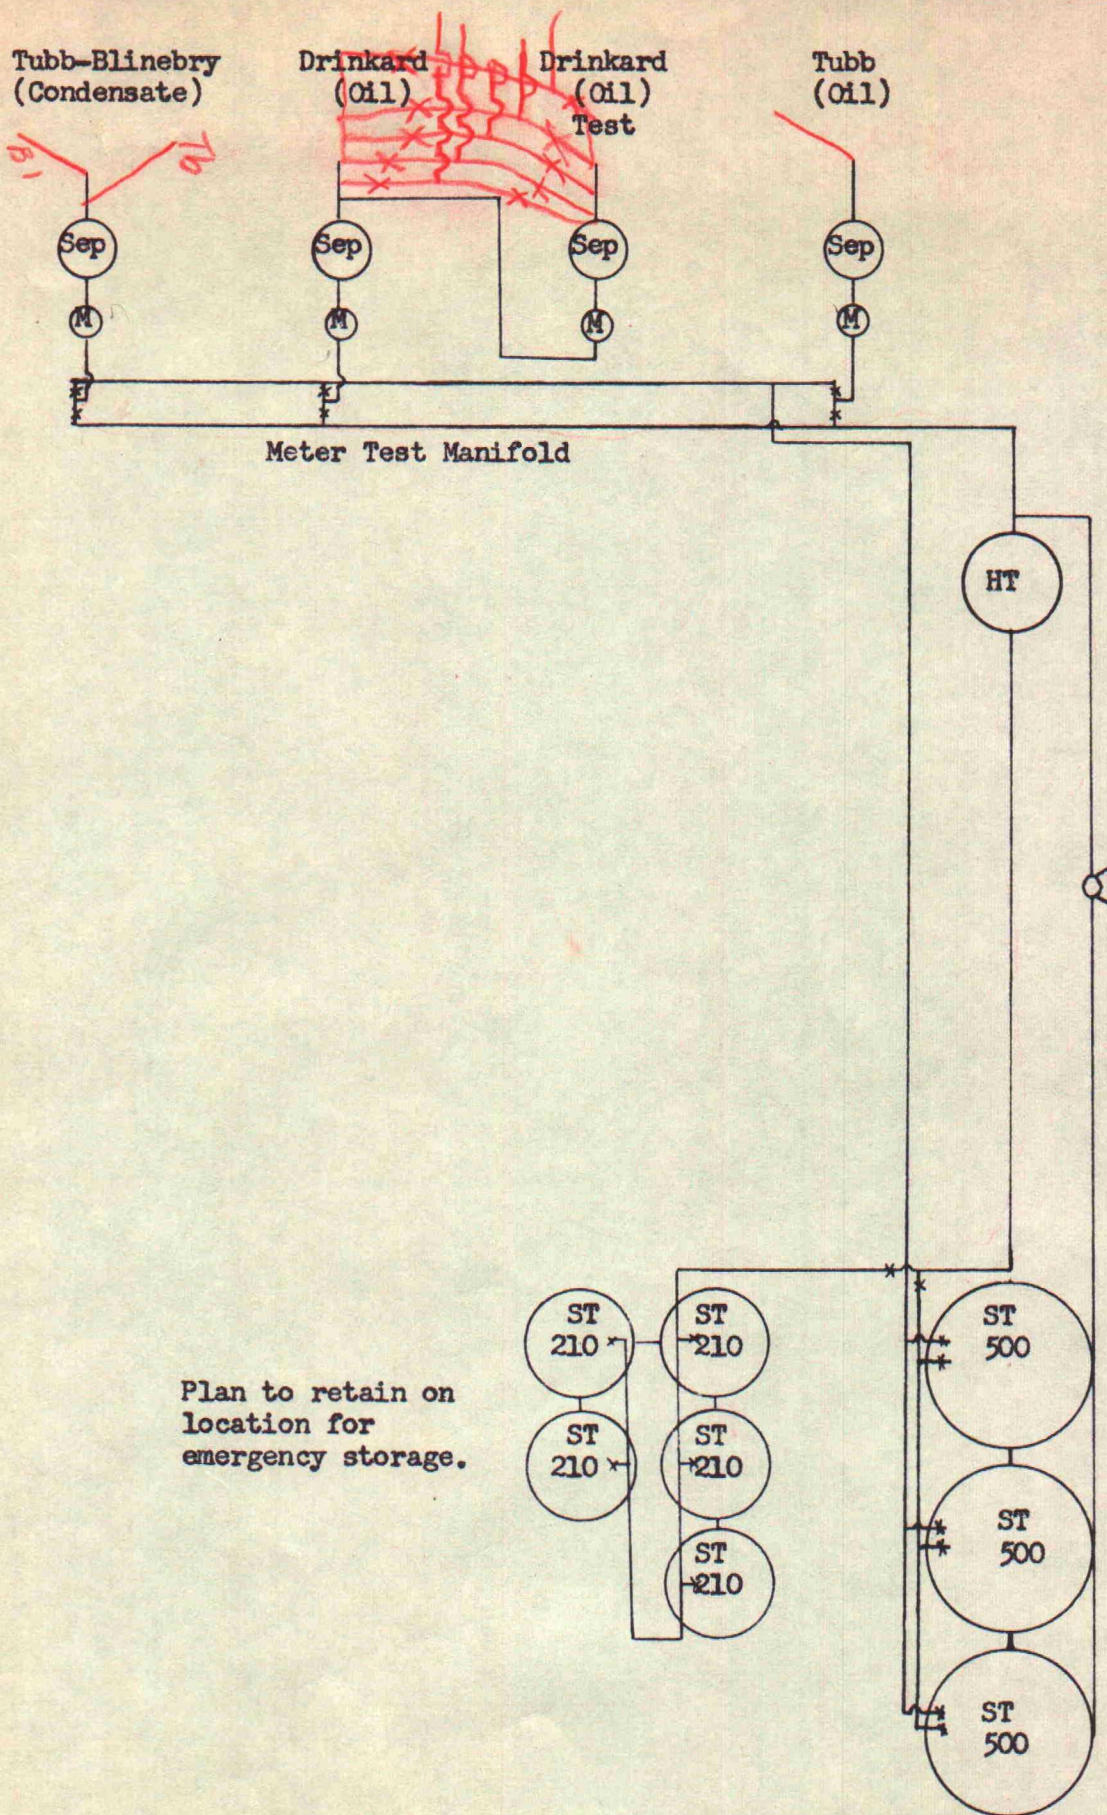 Tubb-Blinebry
(Condensate)
Drinkard
(Oil)
Drinkard
(Oil)
Test
Tubb
(Oil)
Bl
Tb
Sep
Sep
Sep
Sep
M
M
M
M
Meter Test Manifold
HT
ST
210
ST
210
ST
500
Plan to retain on
location for
emergency storage.
ST
210
ST
210
ST
500
ST
210
ST
500